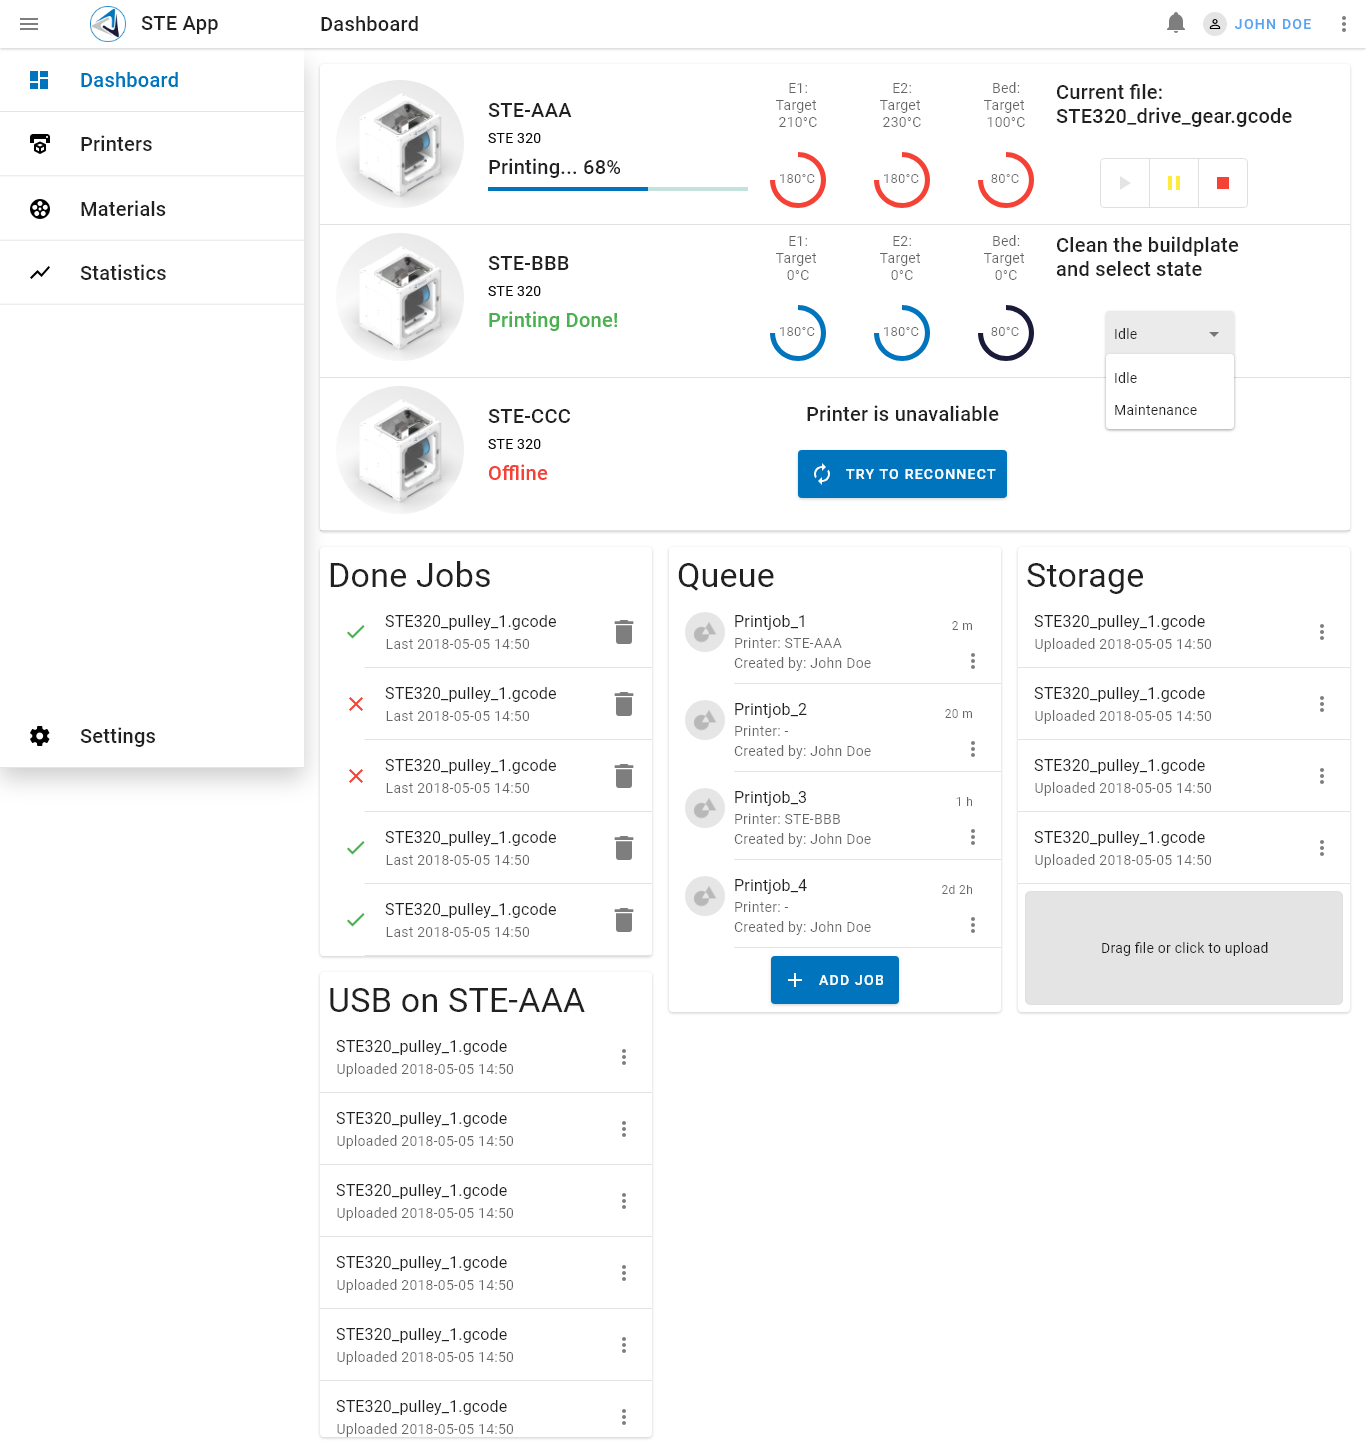 STE App
Dashboard
JOHN DOE
Dashboard
Printers
Materials
Statistics
Settings
STE-AAA
STE 320
Printing... 68%
E1:
Target
210°C
180°C
E2:
Target
230°C
180°C
Bed:
Target
100°C
80°C
Current file:
STE320_drive_gear.gcode
STE-BBB
STE 320
Printing Done!
E1:
Target
0°C
180°C
E2:
Target
0°C
180°C
Bed:
Target
0°C
80°C
Clean the buildplate
and select state
Idle
Idle
Maintenance
STE-CCC
STE 320
Offline
Printer is unavaliable
TRY TO RECONNECT
Done Jobs
STE320_pulley_1.gcode
Last 2018-05-05 14:50
STE320_pulley_1.gcode
Last 2018-05-05 14:50
STE320_pulley_1.gcode
Last 2018-05-05 14:50
STE320_pulley_1.gcode
Last 2018-05-05 14:50
STE320_pulley_1.gcode
Last 2018-05-05 14:50
Queue
Printjob_1
2 m
Printer: STE-AAA
Created by: John Doe
Printjob_2
20 m
Printer: -
Created by: John Doe
Printjob_3
1 h
Printer: STE-BBB
Created by: John Doe
Printjob_4
2d 2h
Printer: -
Created by: John Doe
ADD JOB
Storage
STE320_pulley_1.gcode
Uploaded 2018-05-05 14:50
STE320_pulley_1.gcode
Uploaded 2018-05-05 14:50
STE320_pulley_1.gcode
Uploaded 2018-05-05 14:50
STE320_pulley_1.gcode
Uploaded 2018-05-05 14:50
Drag file or click to upload
USB on STE-AAA
STE320_pulley_1.gcode
Uploaded 2018-05-05 14:50
STE320_pulley_1.gcode
Uploaded 2018-05-05 14:50
STE320_pulley_1.gcode
Uploaded 2018-05-05 14:50
STE320_pulley_1.gcode
Uploaded 2018-05-05 14:50
STE320_pulley_1.gcode
Uploaded 2018-05-05 14:50
STE320_pulley_1.gcode
Uploaded 2018-05-05 14:50